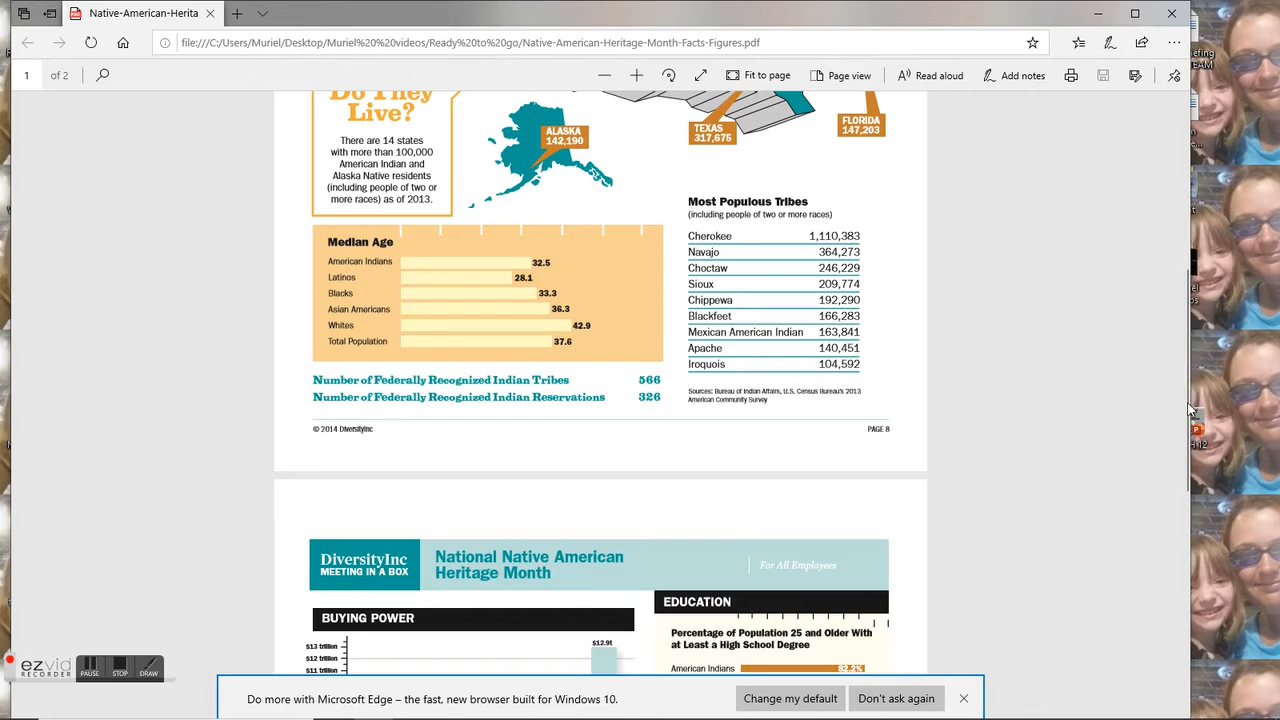 Native-American-Herita
file:///C:/Users/Muriel/Desktop/Muriel%20%20videos/Ready%20to%20go/Native-American-Heritage-Month-Facts-Figures.pdf
1 of 2
Fit to page
Page view
Read aloud
Add notes
Do They
Live?
There are 14 states
with more than 100,000
American Indian and
Alaska Native residents
(including people of two or
more races) as of 2013.
ALASKA
142,190
TEXAS
317,675
FLORIDA
147,203
Median Age
American Indians 32.5
Latinos 28.1
Blacks 33.3
Asian Americans 36.3
Whites 42.9
Total Population 37.6
Number of Federally Recognized Indian Tribes 566
Number of Federally Recognized Indian Reservations 326
Most Populous Tribes
(including people of two or more races)
Cherokee 1,110,383
Navajo 364,273
Choctaw 246,229
Sioux 209,774
Chippewa 192,290
Blackfeet 166,283
Mexican American Indian 163,841
Apache 140,451
Iroquois 104,592
Sources: Bureau of Indian Affairs, U.S. Census Bureau's 2013
American Community Survey
© 2014 DiversityInc
PAGE 8
DiversityInc
MEETING IN A BOX
National Native American
Heritage Month
For All Employees
BUYING POWER
$13 trillion
$12 trillion
$11 trillion
$12.9t
EDUCATION
Percentage of Population 25 and Older With
at Least a High School Degree
American Indians 82.2%
ezvid
RECORDER
PAUSE
STOP
DRAW
Do more with Microsoft Edge – the fast, new browser built for Windows 10.
Change my default
Don't ask again